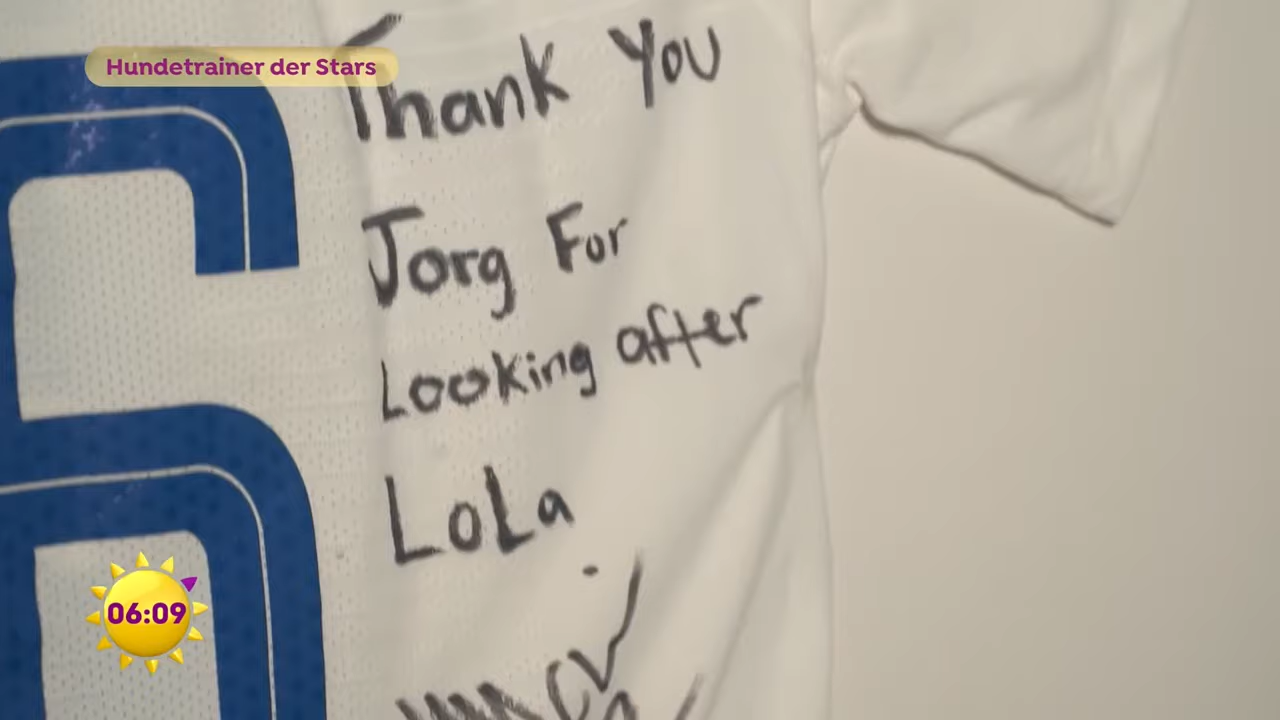 Hundetrainer der Stars
Thank You
Jorg For
Looking after
LoLa
06:09